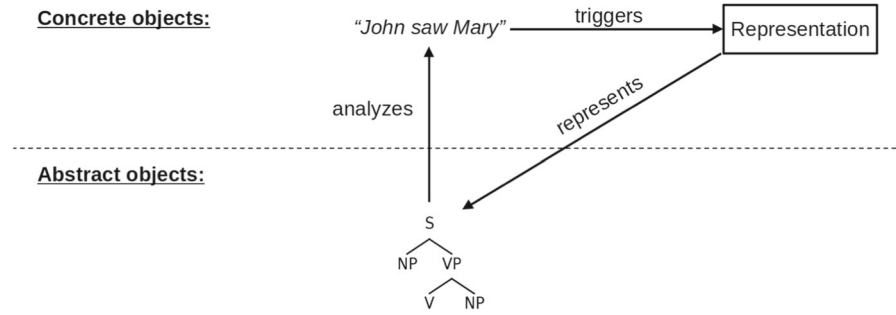 Concrete objects:
“John saw Mary”
triggers
Representation
analyzes
represents
Abstract objects:
S
NP VP
V NP